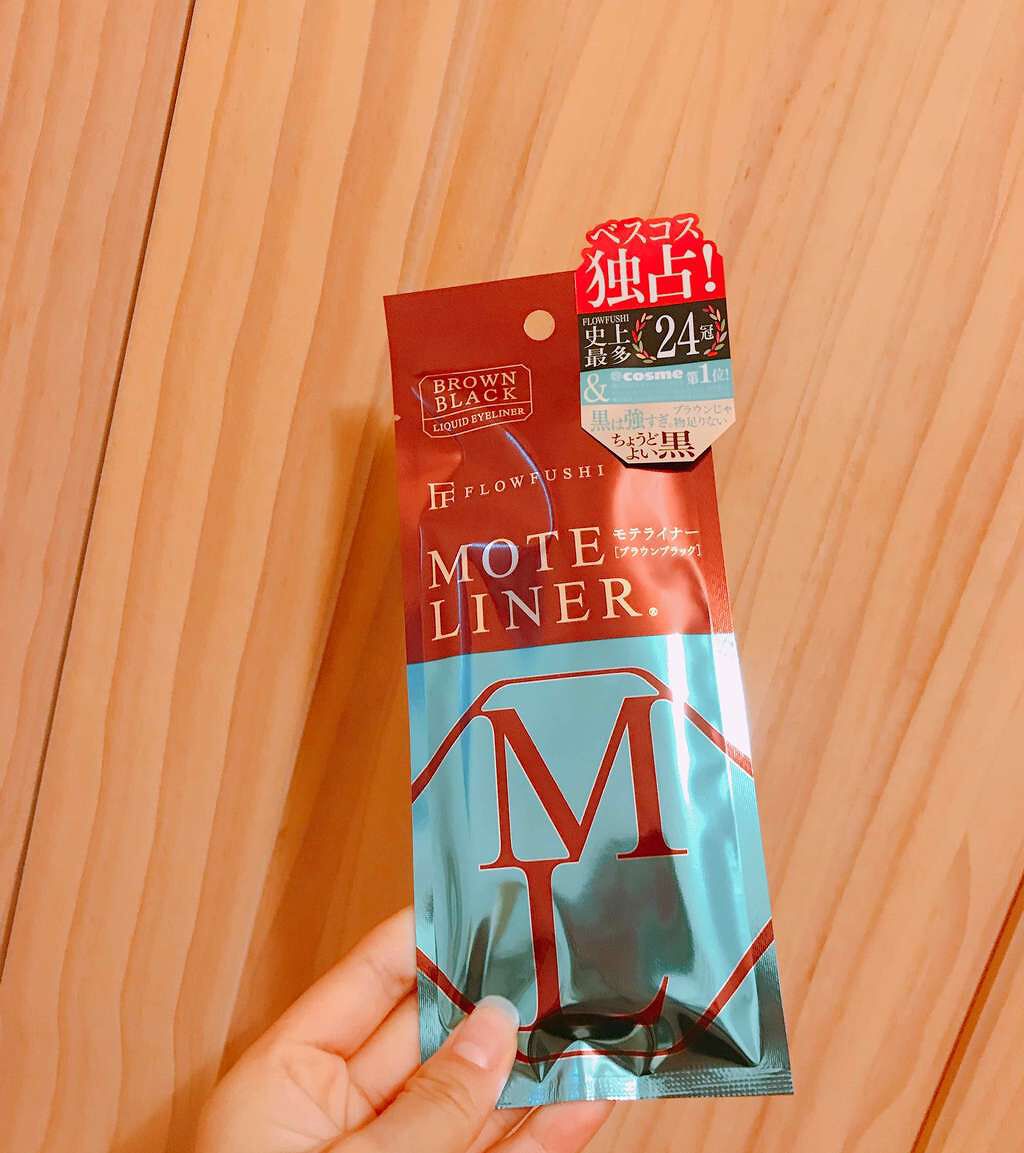 ベスコス
独占!
FLOWFUSHI
史上
最多
24冠
&
@cosme 第1位!
黒は強すぎ、
ブラウンじゃ
物足りない
ちょうど
よい黒
BROWN
BLACK
LIQUID EYELINER
FF FLOWFUSHI
MOTE
LINER®
モテライナー
[ブラウンブラック]
ML